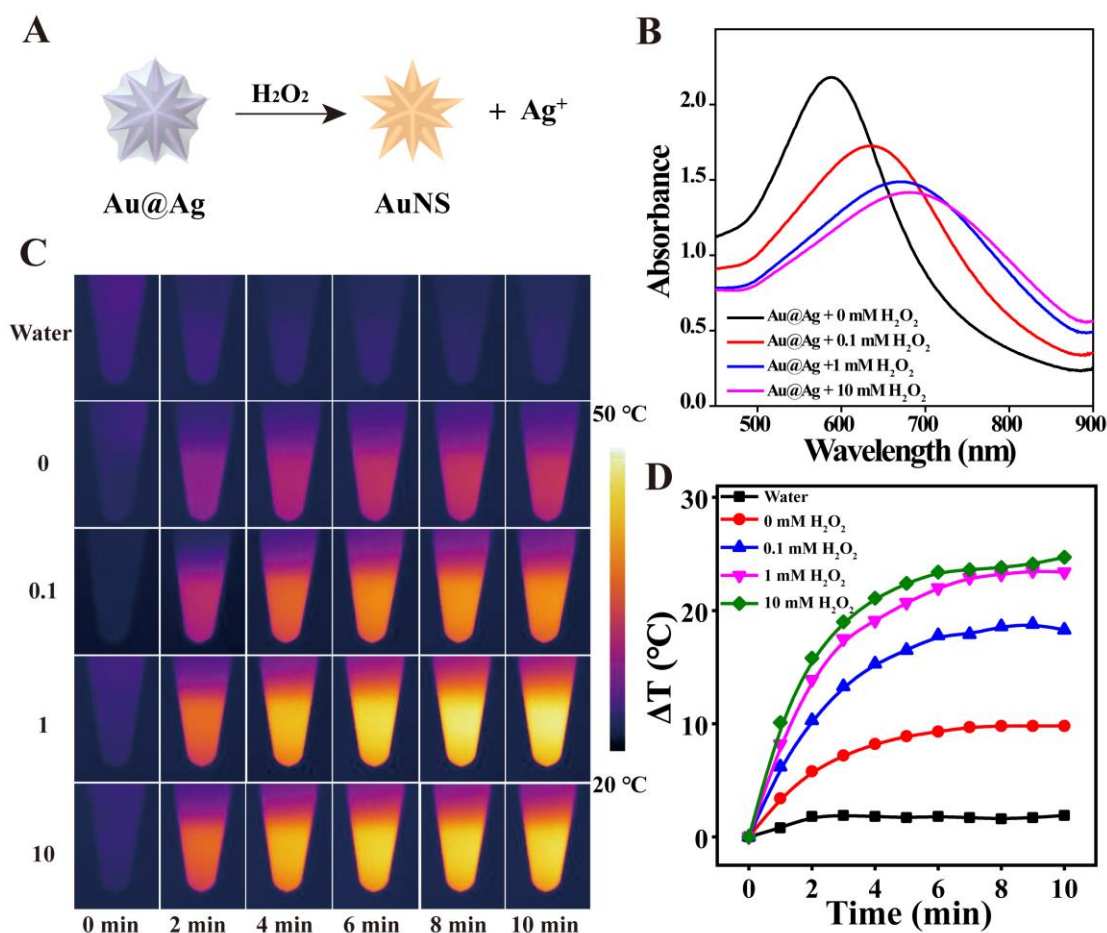 A
H₂O₂
+ Ag⁺
Au@Ag
AuNS
B
2.0
1.5
1.0
0.5
0.0
Absorbance
Au@Ag + 0 mM H₂O₂
Au@Ag + 0.1 mM H₂O₂
Au@Ag +1 mM H₂O₂
Au@Ag + 10 mM H₂O₂
500
600
700
800
900
Wavelength (nm)
C
Water
0
0.1
1
10
0 min
2 min
4 min
6 min
8 min
10 min
50 °C
20 °C
D
30
20
10
0
ΔT (°C)
Water
0 mM H₂O₂
0.1 mM H₂O₂
1 mM H₂O₂
10 mM H₂O₂
0
2
4
6
8
10
Time (min)